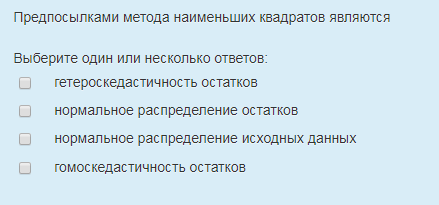 Предпосылками метода наименьших квадратов являются
Выберите один или несколько ответов:
гетероскедастичность остатков
нормальное распределение остатков
нормальное распределение исходных данных
гомоскедастичность остатков